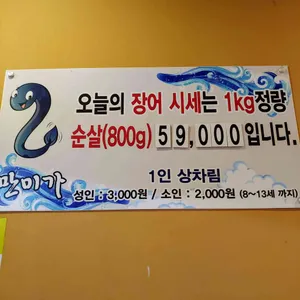 오늘의 장어 시세는 1kg정량
순살(800g) 59,000입니다.
만미가
1인 상차림
성인 : 3,000원 / 소인 : 2,000원 (8~13세 까지)